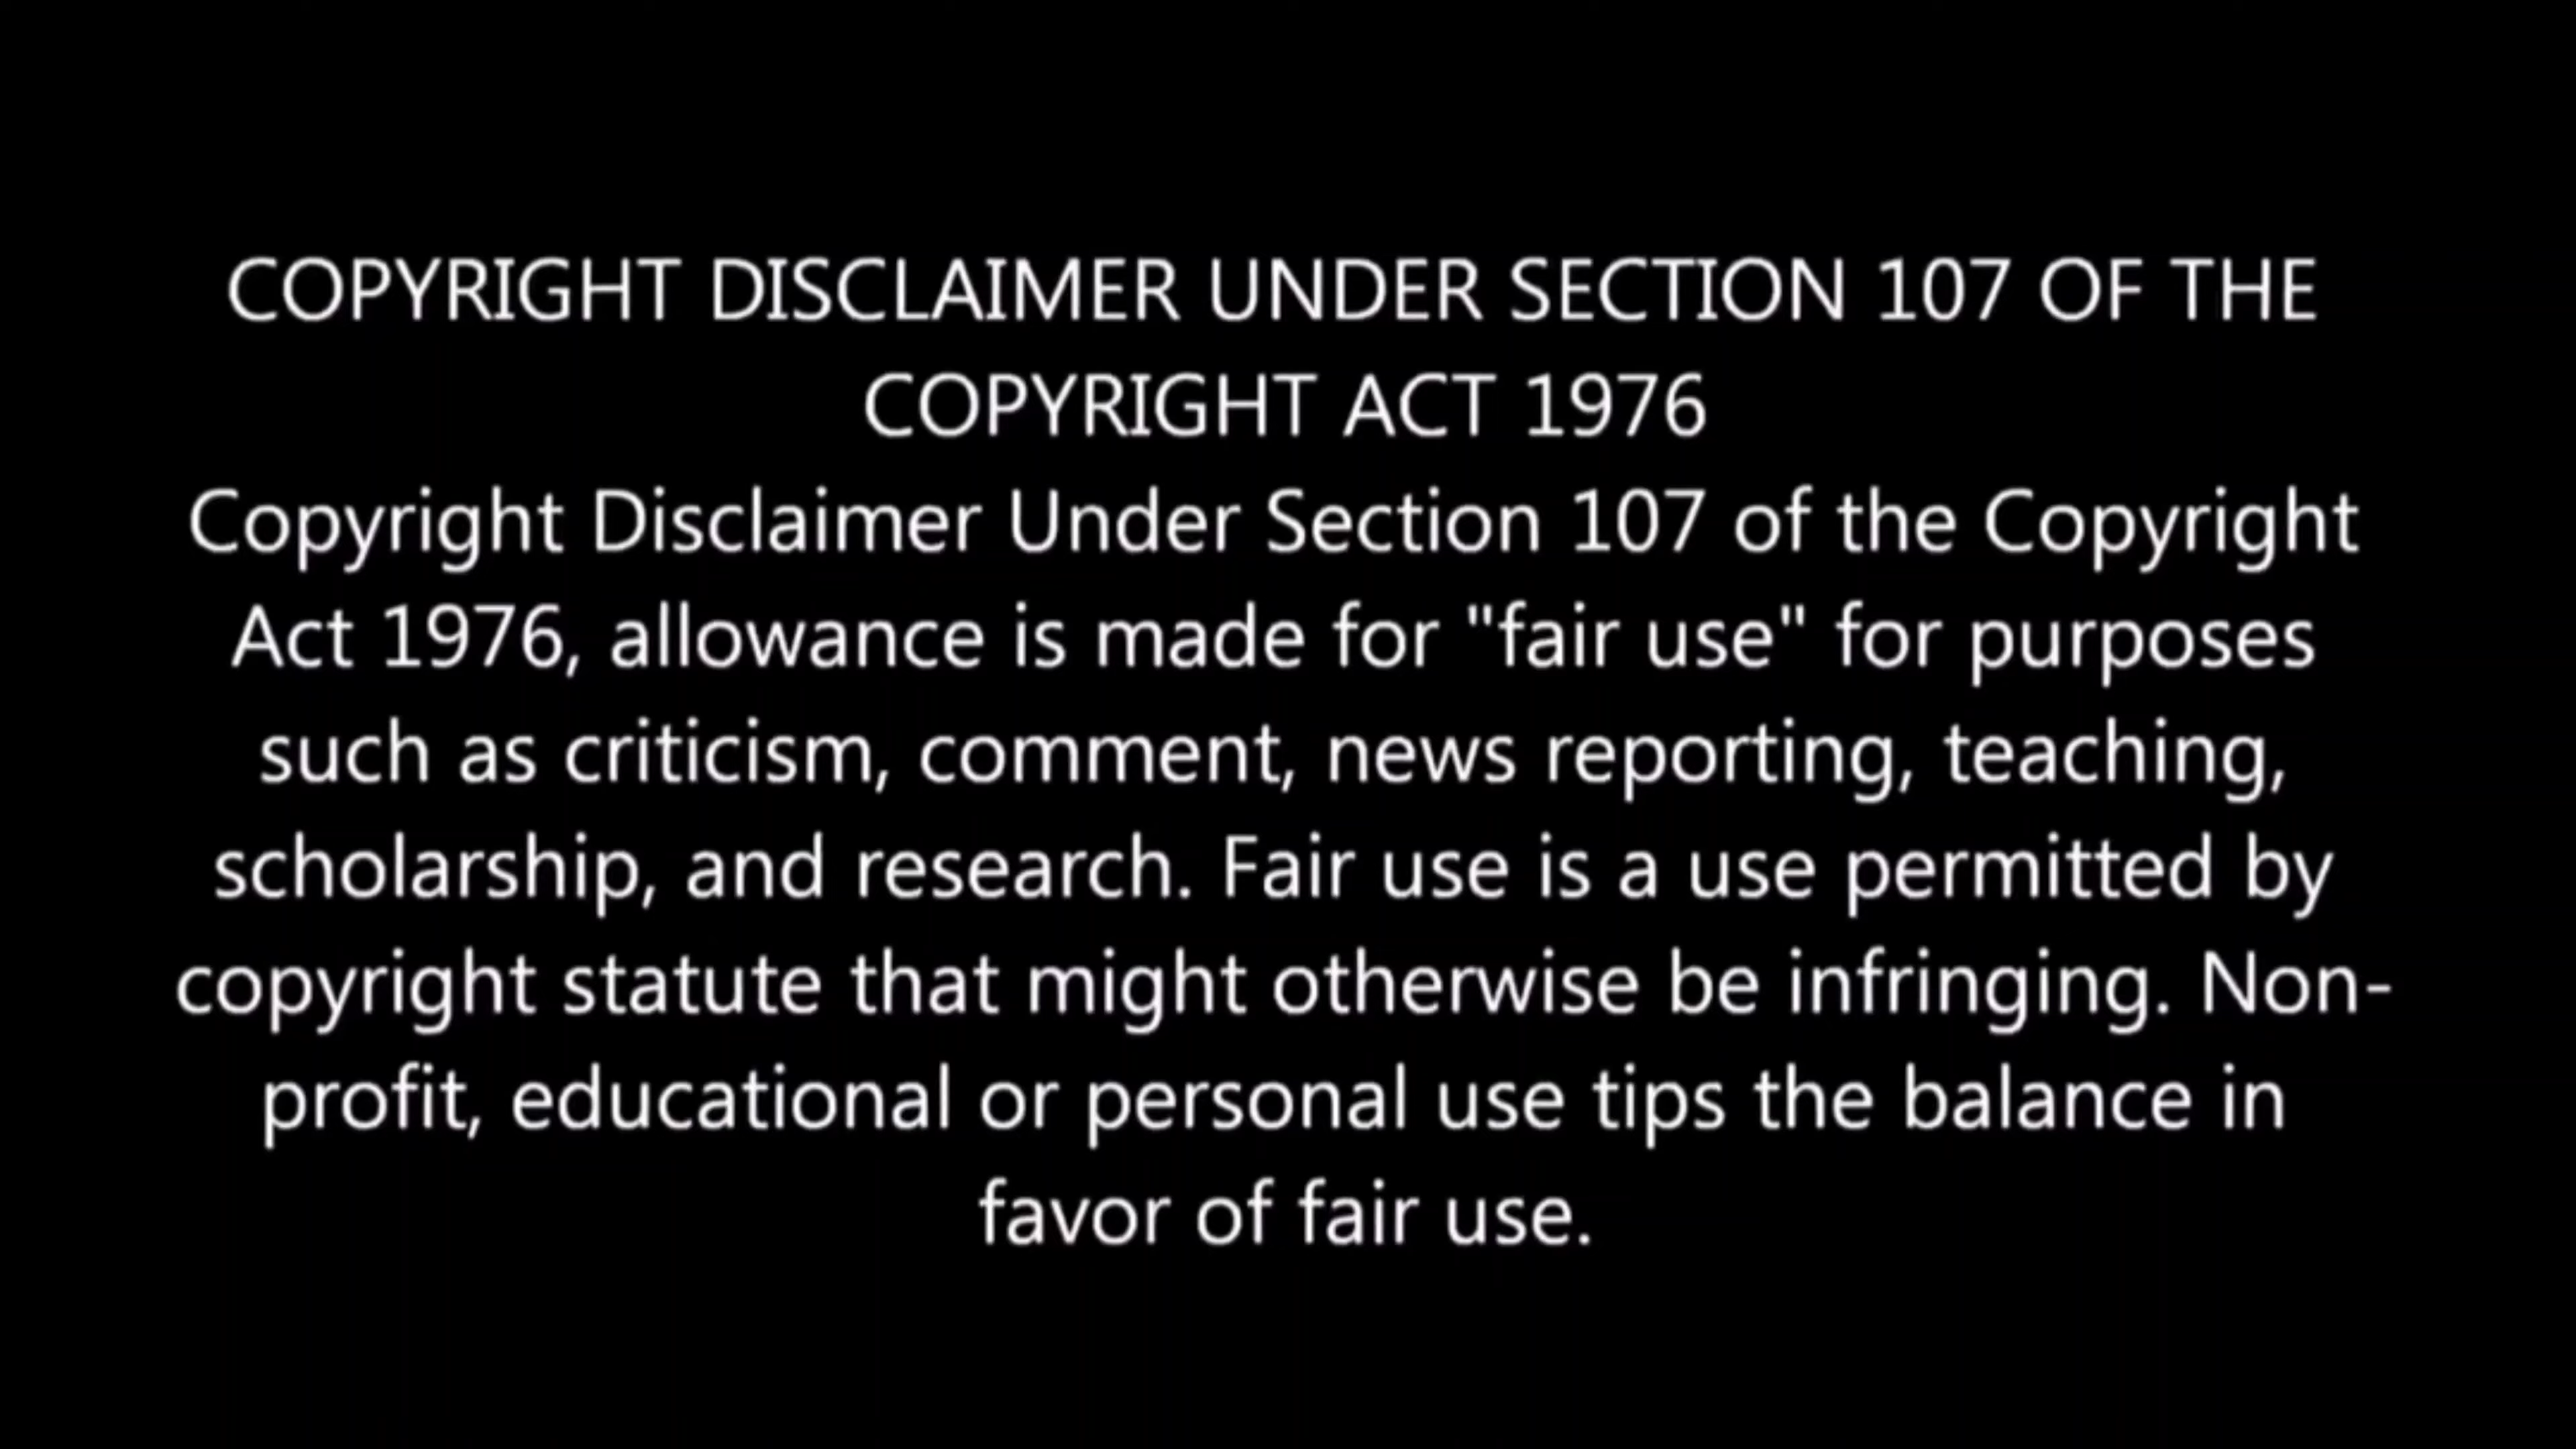 COPYRIGHT DISCLAIMER UNDER SECTION 107 OF THE
COPYRIGHT ACT 1976
Copyright Disclaimer Under Section 107 of the Copyright
Act 1976, allowance is made for "fair use" for purposes
such as criticism, comment, news reporting, teaching,
scholarship, and research. Fair use is a use permitted by
copyright statute that might otherwise be infringing. Non-
profit, educational or personal use tips the balance in
favor of fair use.